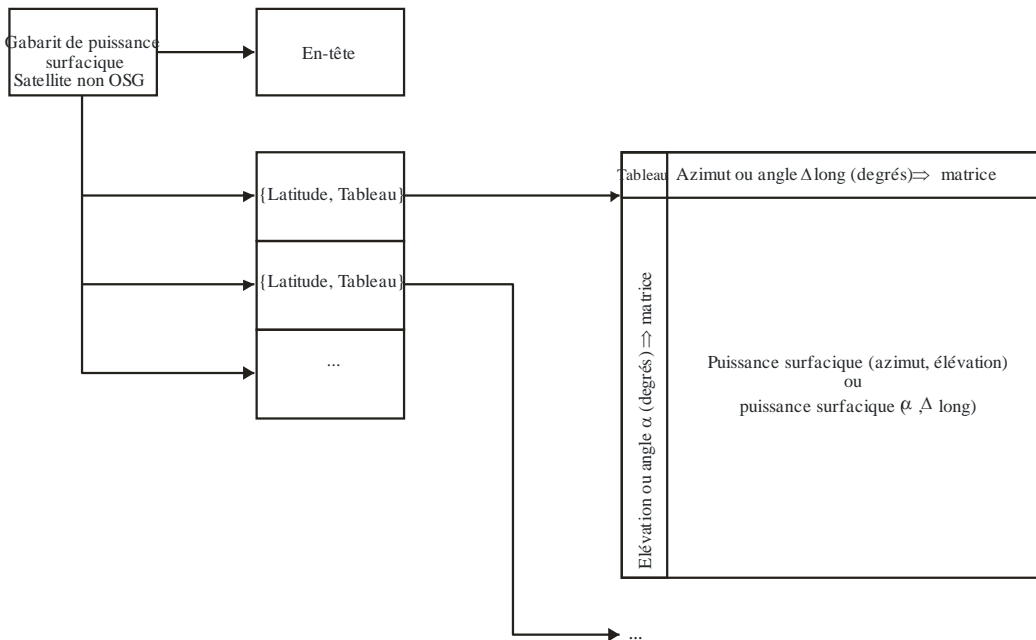 Gabarit de puissance
surfacique
Satellite non OSG
En-tête
{Latitude, Tableau}
{Latitude, Tableau}
...
Tableau
Azimut ou angle Δ long (degrés) ⇒ matrice
Elévation ou angle α (degrés) ⇒ matrice
Puissance surfacique (azimut, élévation)
ou
puissance surfacique (α, Δ long)
...